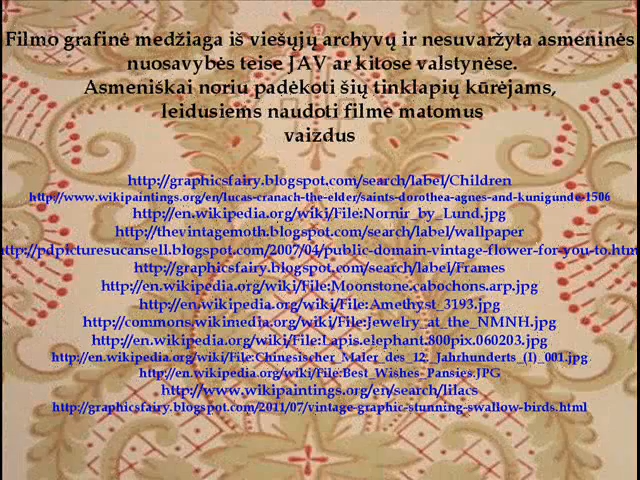 Filmo grafinė medžiaga iš viešųjų archyvų ir nesuvaržyta asmeninės
nuosavybės teise JAV ar kitose valstynėse.
Asmeniškai noriu padėkoti šių tinklapių kūrėjams,
leidusiems naudoti filme matomus
vaizdus
http://graphicsfairy.blogspot.com/search/label/Children
http://www.wikipaintings.org/en/lucas-cranach-the-elder/saints-dorothea-agnes-and-kunigunde-1506
http://en.wikipedia.org/wiki/File:Nornir_by_Lund.jpg
http://thevintagemoth.blogspot.com/search/label/wallpaper
http://pdpicturesucansell.blogspot.com/2007/04/public-domain-vintage-flower-for-you-to.html
http://graphicsfairy.blogspot.com/search/label/Frames
http://en.wikipedia.org/wiki/File:Moonstone.cabochons.arp.jpg
http://en.wikipedia.org/wiki/File:Amethyst_3193.jpg
http://commons.wikimedia.org/wiki/File:Jewelry_at_the_NMNH.jpg
http://en.wikipedia.org/wiki/File:Lapis.elephant.800pix.060203.jpg
http://en.wikipedia.org/wiki/File:Chinesischer_Maler_des_12._Jahrhunderts_(I)_001.jpg
http://en.wikipedia.org/wiki/File:Best_Wishes-Pansies.JPG
http://www.wikipaintings.org/en/search/lilacs
http://graphicsfairy.blogspot.com/2011/07/vintage-graphic-stunning-swallow-birds.html